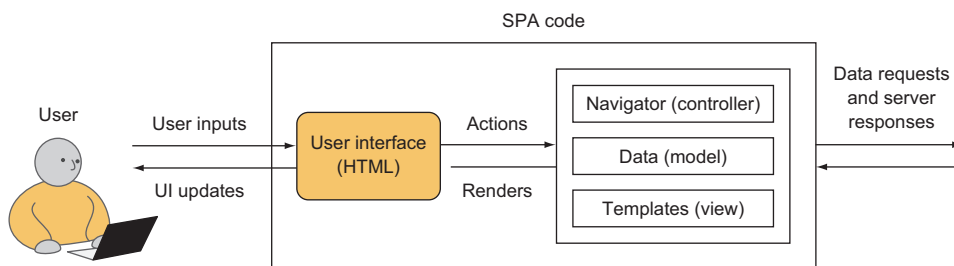 SPA code
Data requests
and server
responses
User
User inputs
UI updates
User interface
(HTML)
Actions
Renders
Navigator (controller)
Data (model)
Templates (view)